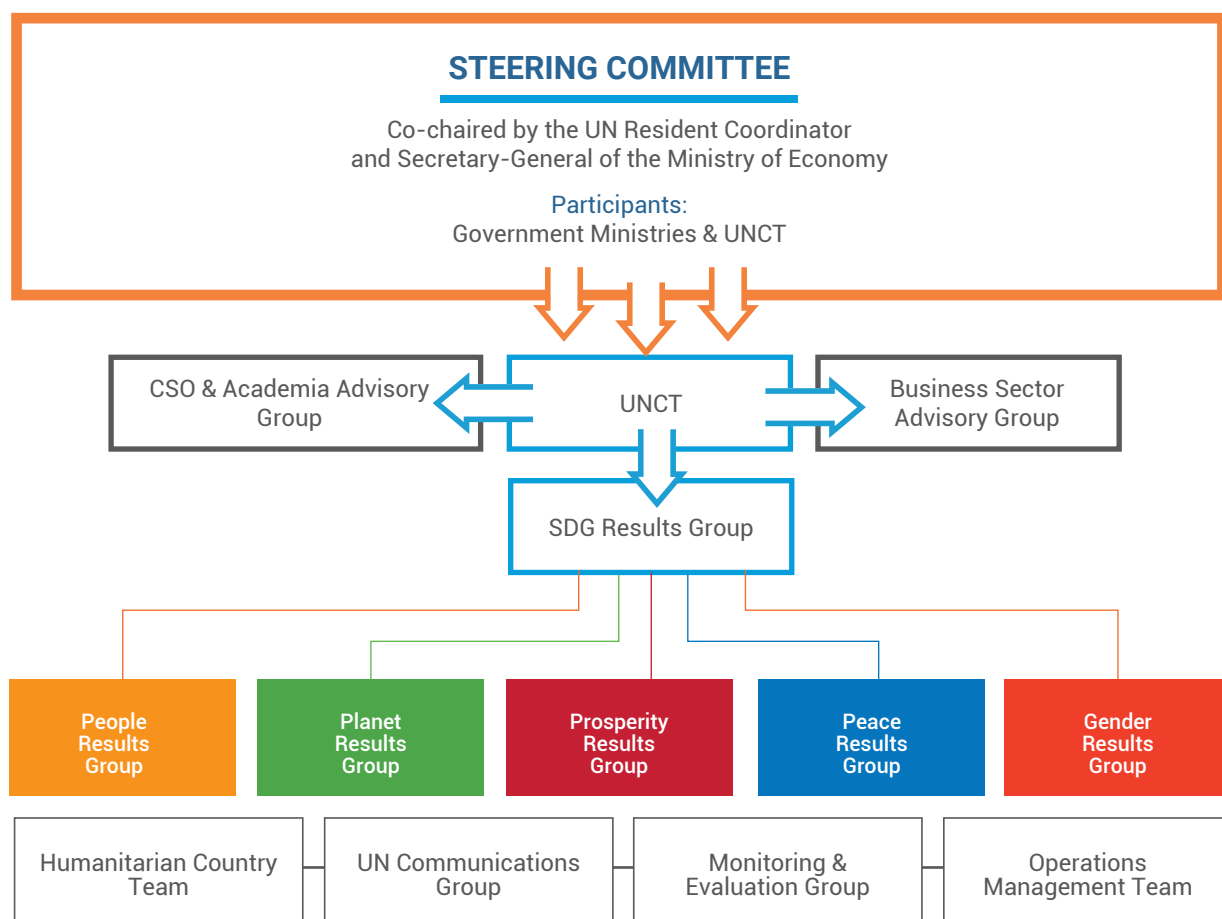 STEERING COMMITTEE
Co-chaired by the UN Resident Coordinator
and Secretary-General of the Ministry of Economy
Participants:
Government Ministries & UNCT
CSO & Academia Advisory
Group
UNCT
Business Sector
Advisory Group
SDG Results Group
People
Results
Group
Planet
Results
Group
Prosperity
Results
Group
Peace
Results
Group
Gender
Results
Group
Humanitarian Country
Team
UN Communications
Group
Monitoring &
Evaluation Group
Operations
Management Team